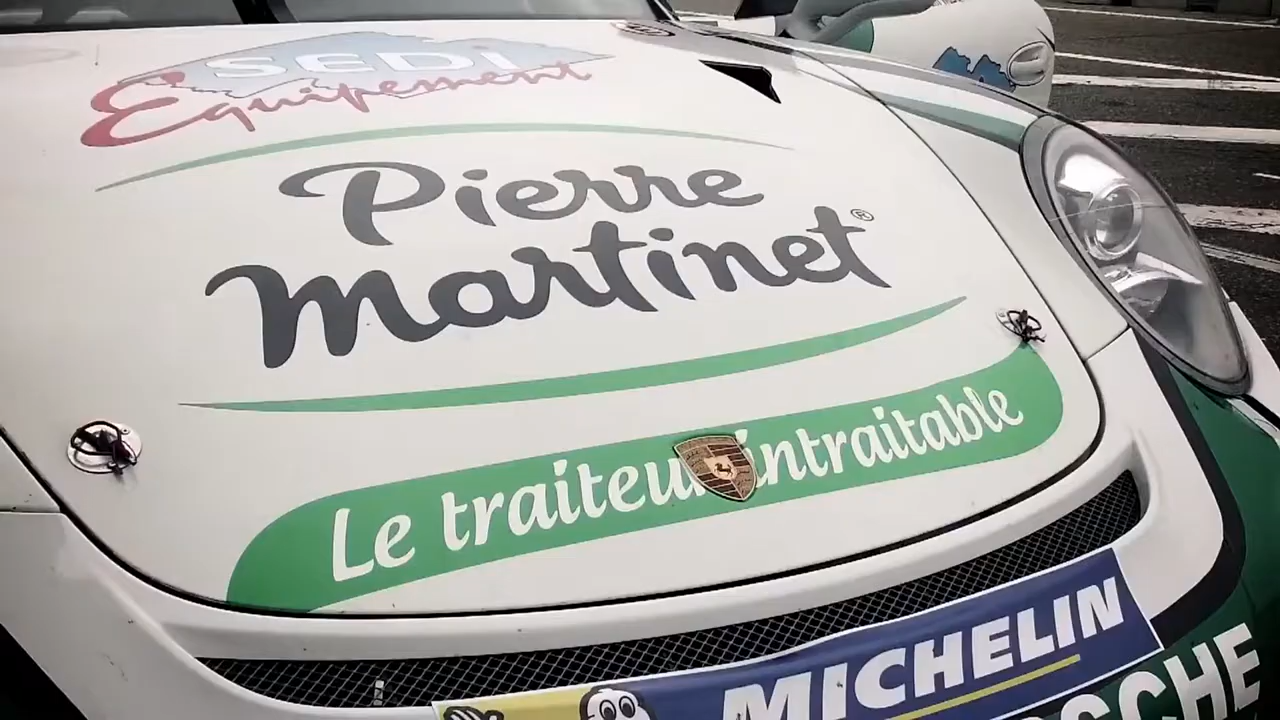 SEDI
Equipement
Pierre
martinet®
Le traiteur intraitable
MICHELIN